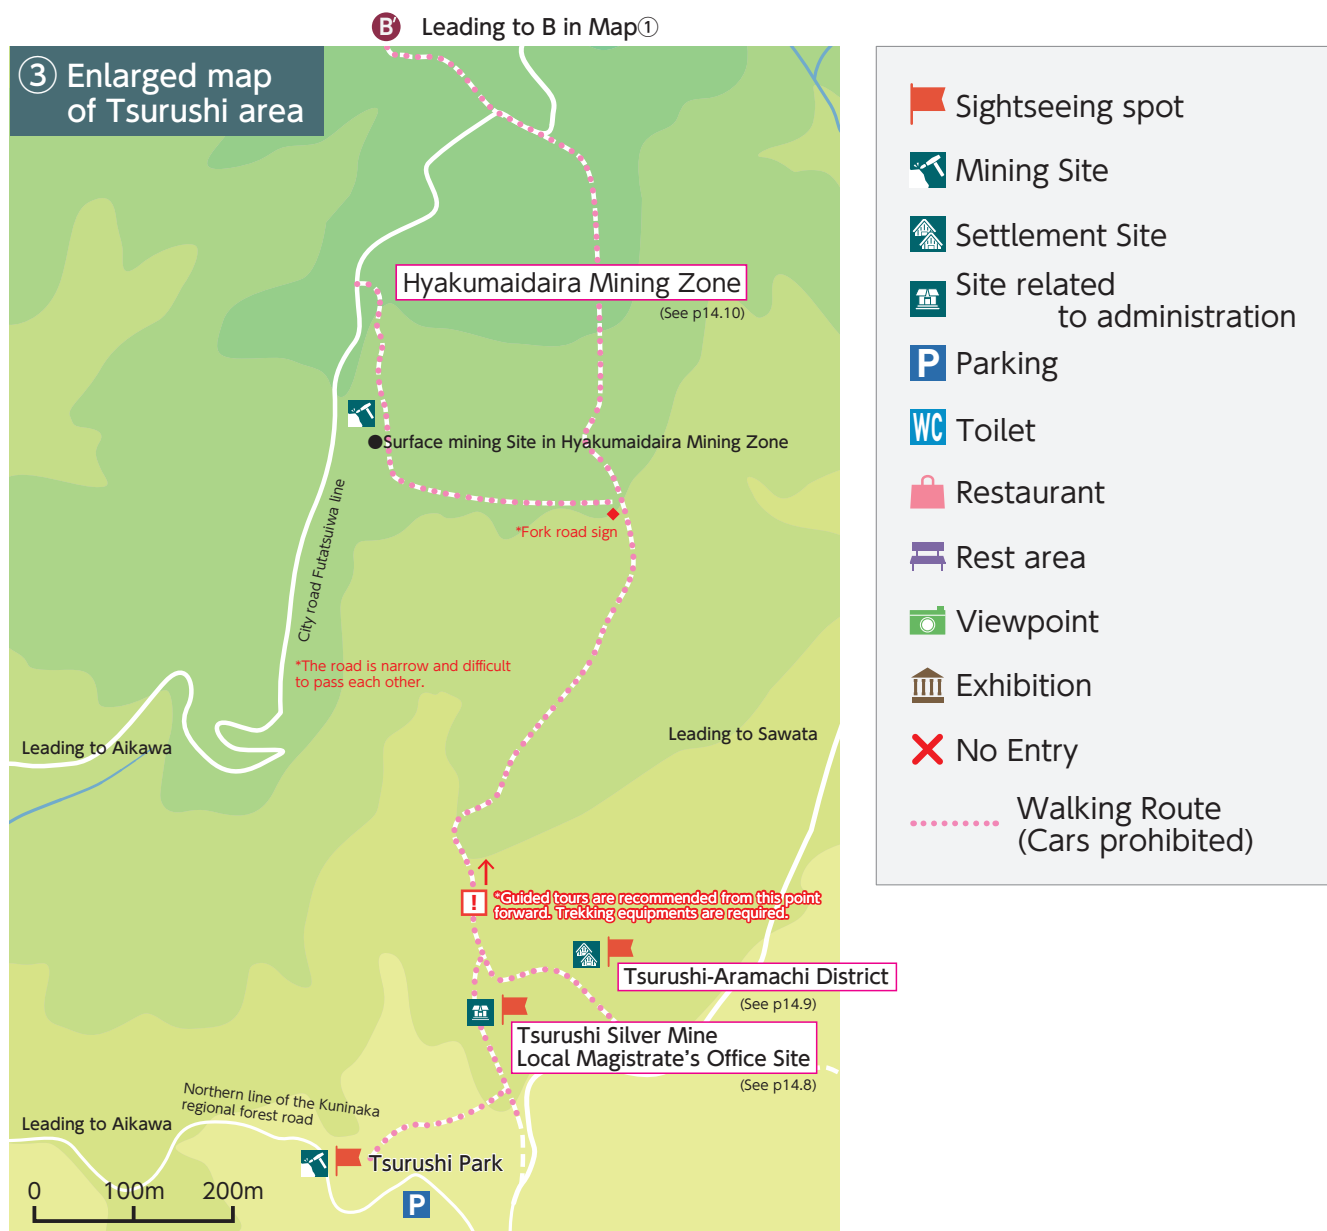 B' Leading to B in Map①
③ Enlarged map
of Tsurushi area
Hyakumaidaira Mining Zone
(See p14.10)
Surface mining Site in Hyakumaidaira Mining Zone
*Fork road sign
City road Futatsuiwa line
*The road is narrow and difficult
to pass each other.
Leading to Aikawa
Leading to Sawata
!
*Guided tours are recommended from this point
forward. Trekking equipments are required.
Tsurushi-Aramachi District
(See p14.9)
Tsurushi Silver Mine
Local Magistrate's Office Site
(See p14.8)
Northern line of the Kuninaka
regional forest road
Leading to Aikawa
Tsurushi Park
P
0 100m 200m
Sightseeing spot
Mining Site
Settlement Site
Site related
to administration
P Parking
WC Toilet
Restaurant
Rest area
Viewpoint
Exhibition
No Entry
Walking Route
(Cars prohibited)